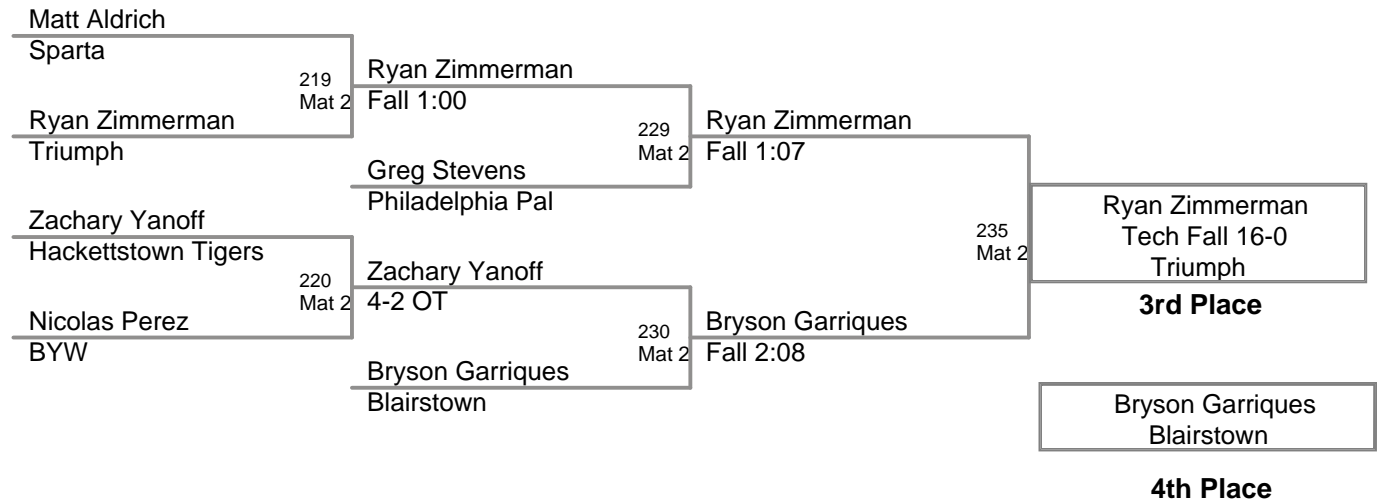 Matt Aldrich
Sparta
219
Mat 2
Ryan Zimmerman
Fall 1:00
Ryan Zimmerman
Triumph
229
Mat 2
Ryan Zimmerman
Fall 1:07
Greg Stevens
Philadelphia Pal
Zachary Yanoff
Hackettstown Tigers
235
Mat 2
Ryan Zimmerman
Tech Fall 16-0
Triumph
3rd Place
220
Mat 2
Zachary Yanoff
4-2 OT
Nicolas Perez
BYW
230
Mat 2
Bryson Garriques
Fall 2:08
Bryson Garriques
Blairstown
Bryson Garriques
Blairstown
4th Place